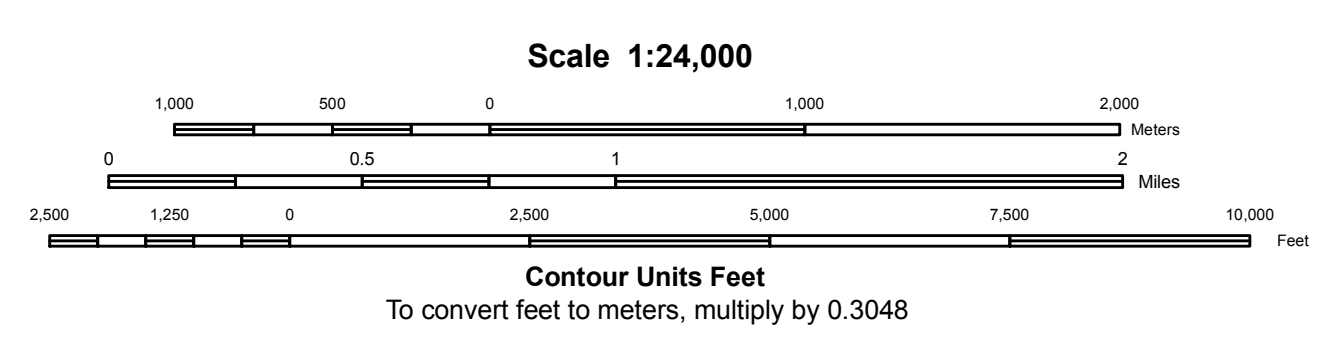 Scale 1:24,000
1,000 500 0 1,000 2,000
Meters
0 0.5 1 2
Miles
2,500 1,250 0 2,500 5,000 7,500 10,000
Feet
Contour Units Feet
To convert feet to meters, multiply by 0.3048